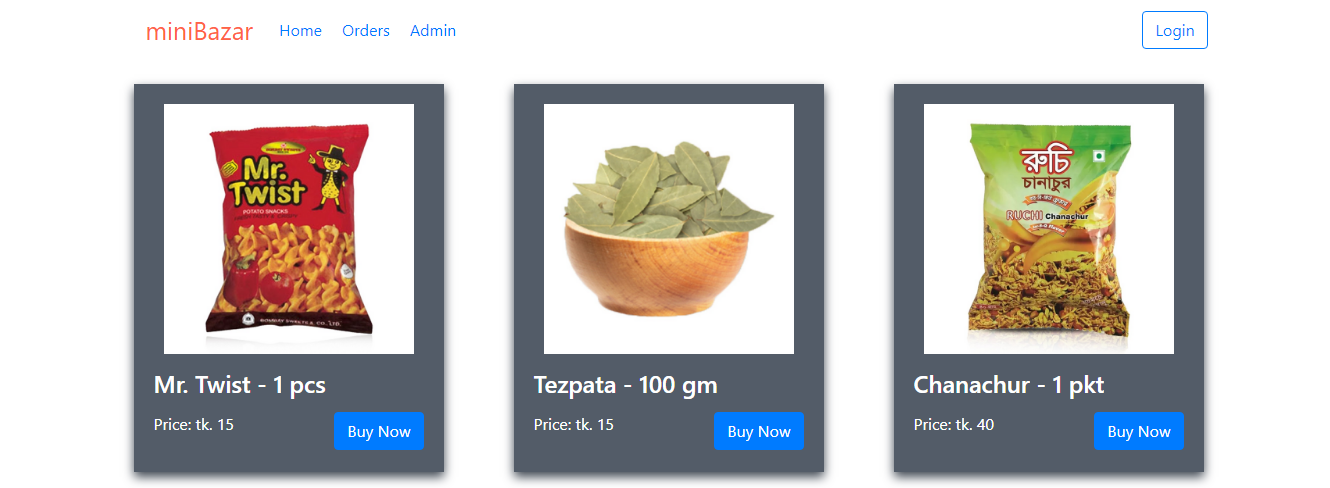 miniBazar Home Orders Admin Login
Mr.
Twist
POTATO SNACKS
রুচি
চানাচুর
RUCHI Chanachur
Mr. Twist - 1 pcs
Price: tk. 15
Buy Now
Tezpata - 100 gm
Price: tk. 15
Buy Now
Chanachur - 1 pkt
Price: tk. 40
Buy Now